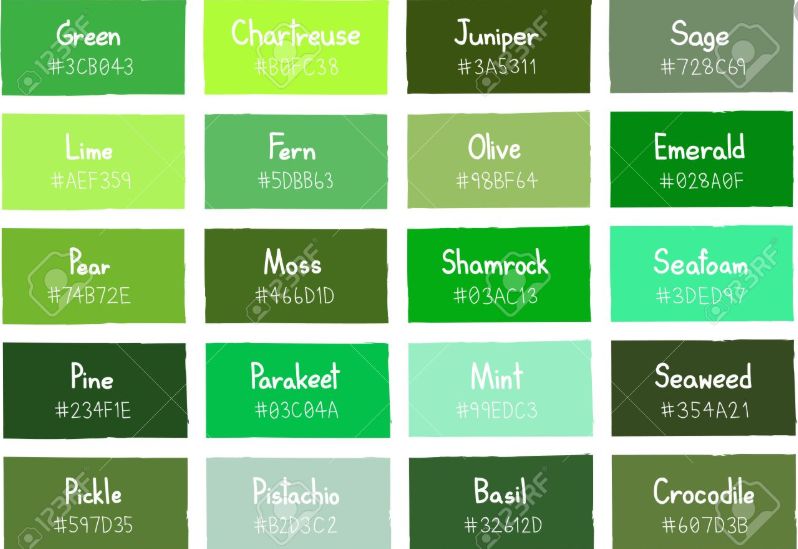 Green
#3CB043
Chartreuse
#B0FC38
Juniper
#3A5311
Sage
#728C69
Lime
#AEF359
Fern
#5DBB63
Olive
#98BF64
Emerald
#028A0F
Pear
#74B72E
Moss
#466D1D
Shamrock
#03AC13
Seafoam
#3DED97
Pine
#234F1E
Parakeet
#03C04A
Mint
#99EDC3
Seaweed
#354A21
Pickle
#597D35
Pistachio
#B2D3C2
Basil
#32612D
Crocodile
#607D3B